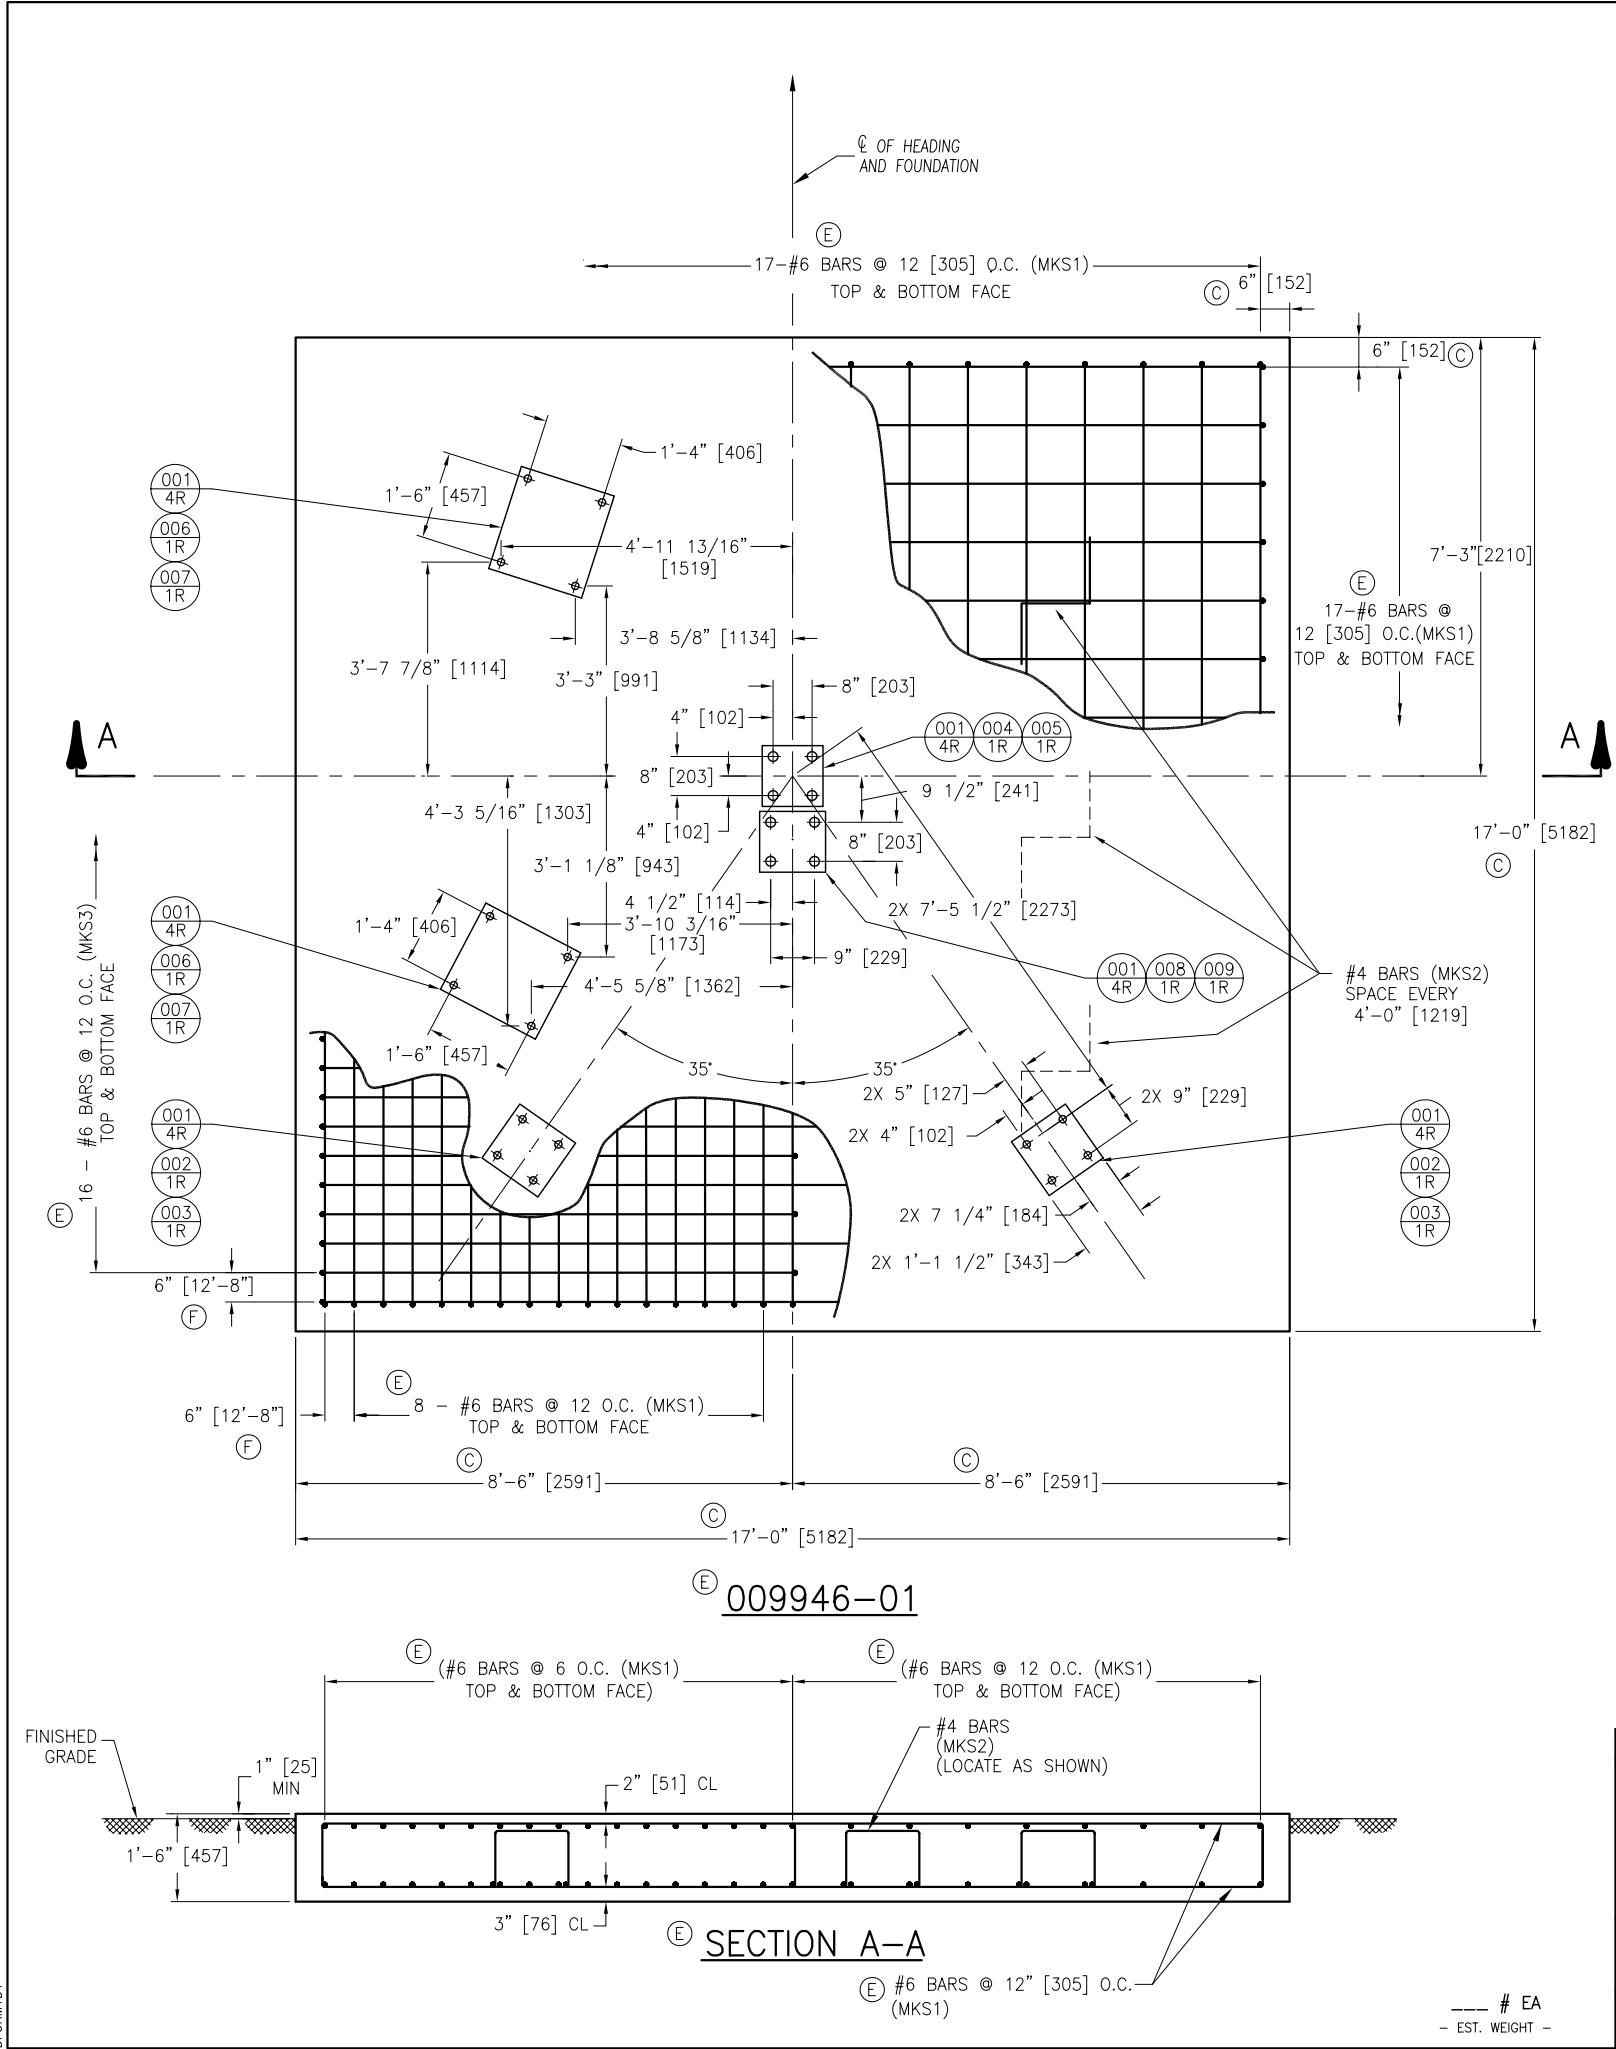 ℄ OF HEADING
AND FOUNDATION
E
17-#6 BARS @ 12 [305] O.C. (MKS1)
TOP & BOTTOM FACE
C
6" [152]
6" [152]
C
1'-4" [406]
1'-6" [457]
001
4R
006
1R
007
1R
4'-11 13/16"
[1519]
7'-3"[2210]
E
17-#6 BARS @
12 [305] O.C.(MKS1)
TOP & BOTTOM FACE
3'-8 5/8" [1134]
3'-7 7/8" [1114]
3'-3" [991]
8" [203]
4" [102]
001
4R
004
1R
005
1R
A
A
8" [203]
9 1/2" [241]
4'-3 5/16" [1303]
4" [102]
8" [203]
17'-0" [5182]
C
3'-1 1/8" [943]
4 1/2" [114]
2X 7'-5 1/2" [2273]
3'-10 3/16"
[1173]
1'-4" [406]
001
4R
006
1R
007
1R
9" [229]
4'-5 5/8" [1362]
001
4R
008
1R
009
1R
#4 BARS (MKS2)
SPACE EVERY
4'-0" [1219]
16 - #6 BARS @ 12 O.C. (MKS3)
TOP & BOTTOM FACE
E
1'-6" [457]
35°
35°
2X 5" [127]
2X 9" [229]
2X 4" [102]
001
4R
002
1R
003
1R
001
4R
002
1R
003
1R
2X 7 1/4" [184]
2X 1'-1 1/2" [343]
6" [12'-8"]
F
E
8 - #6 BARS @ 12 O.C. (MKS1)
TOP & BOTTOM FACE
6" [12'-8"]
F
C
8'-6" [2591]
C
8'-6" [2591]
C
17'-0" [5182]
E
009946-01
E
(#6 BARS @ 6 O.C. (MKS1)
TOP & BOTTOM FACE)
E
(#6 BARS @ 12 O.C. (MKS1)
TOP & BOTTOM FACE)
#4 BARS
(MKS2)
(LOCATE AS SHOWN)
FINISHED
GRADE
1" [25]
MIN
2" [51] CL
1'-6" [457]
3" [76] CL
E
SECTION A-A
E
#6 BARS @ 12" [305] O.C.
(MKS1)
___ # EA
- EST. WEIGHT -